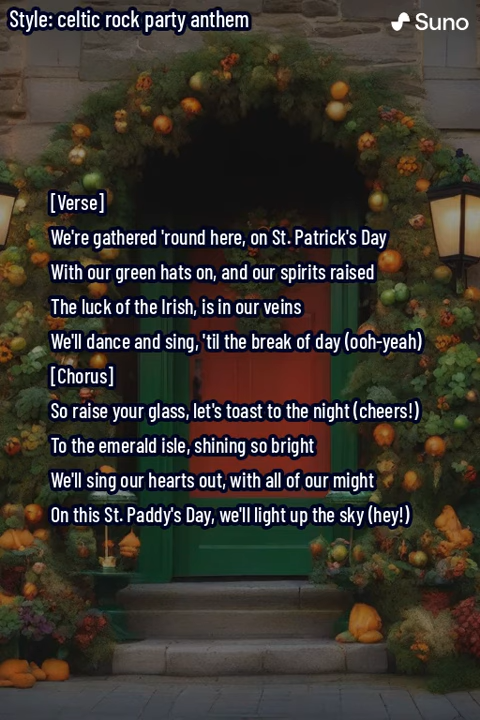 Style: celtic rock party anthem
Suno
[Verse]
We're gathered 'round here, on St. Patrick's Day
With our green hats on, and our spirits raised
The luck of the Irish, is in our veins
We'll dance and sing, 'til the break of day (ooh-yeah)
[Chorus]
So raise your glass, let's toast to the night (cheers!)
To the emerald isle, shining so bright
We'll sing our hearts out, with all of our might
On this St. Paddy's Day, we'll light up the sky (hey!)